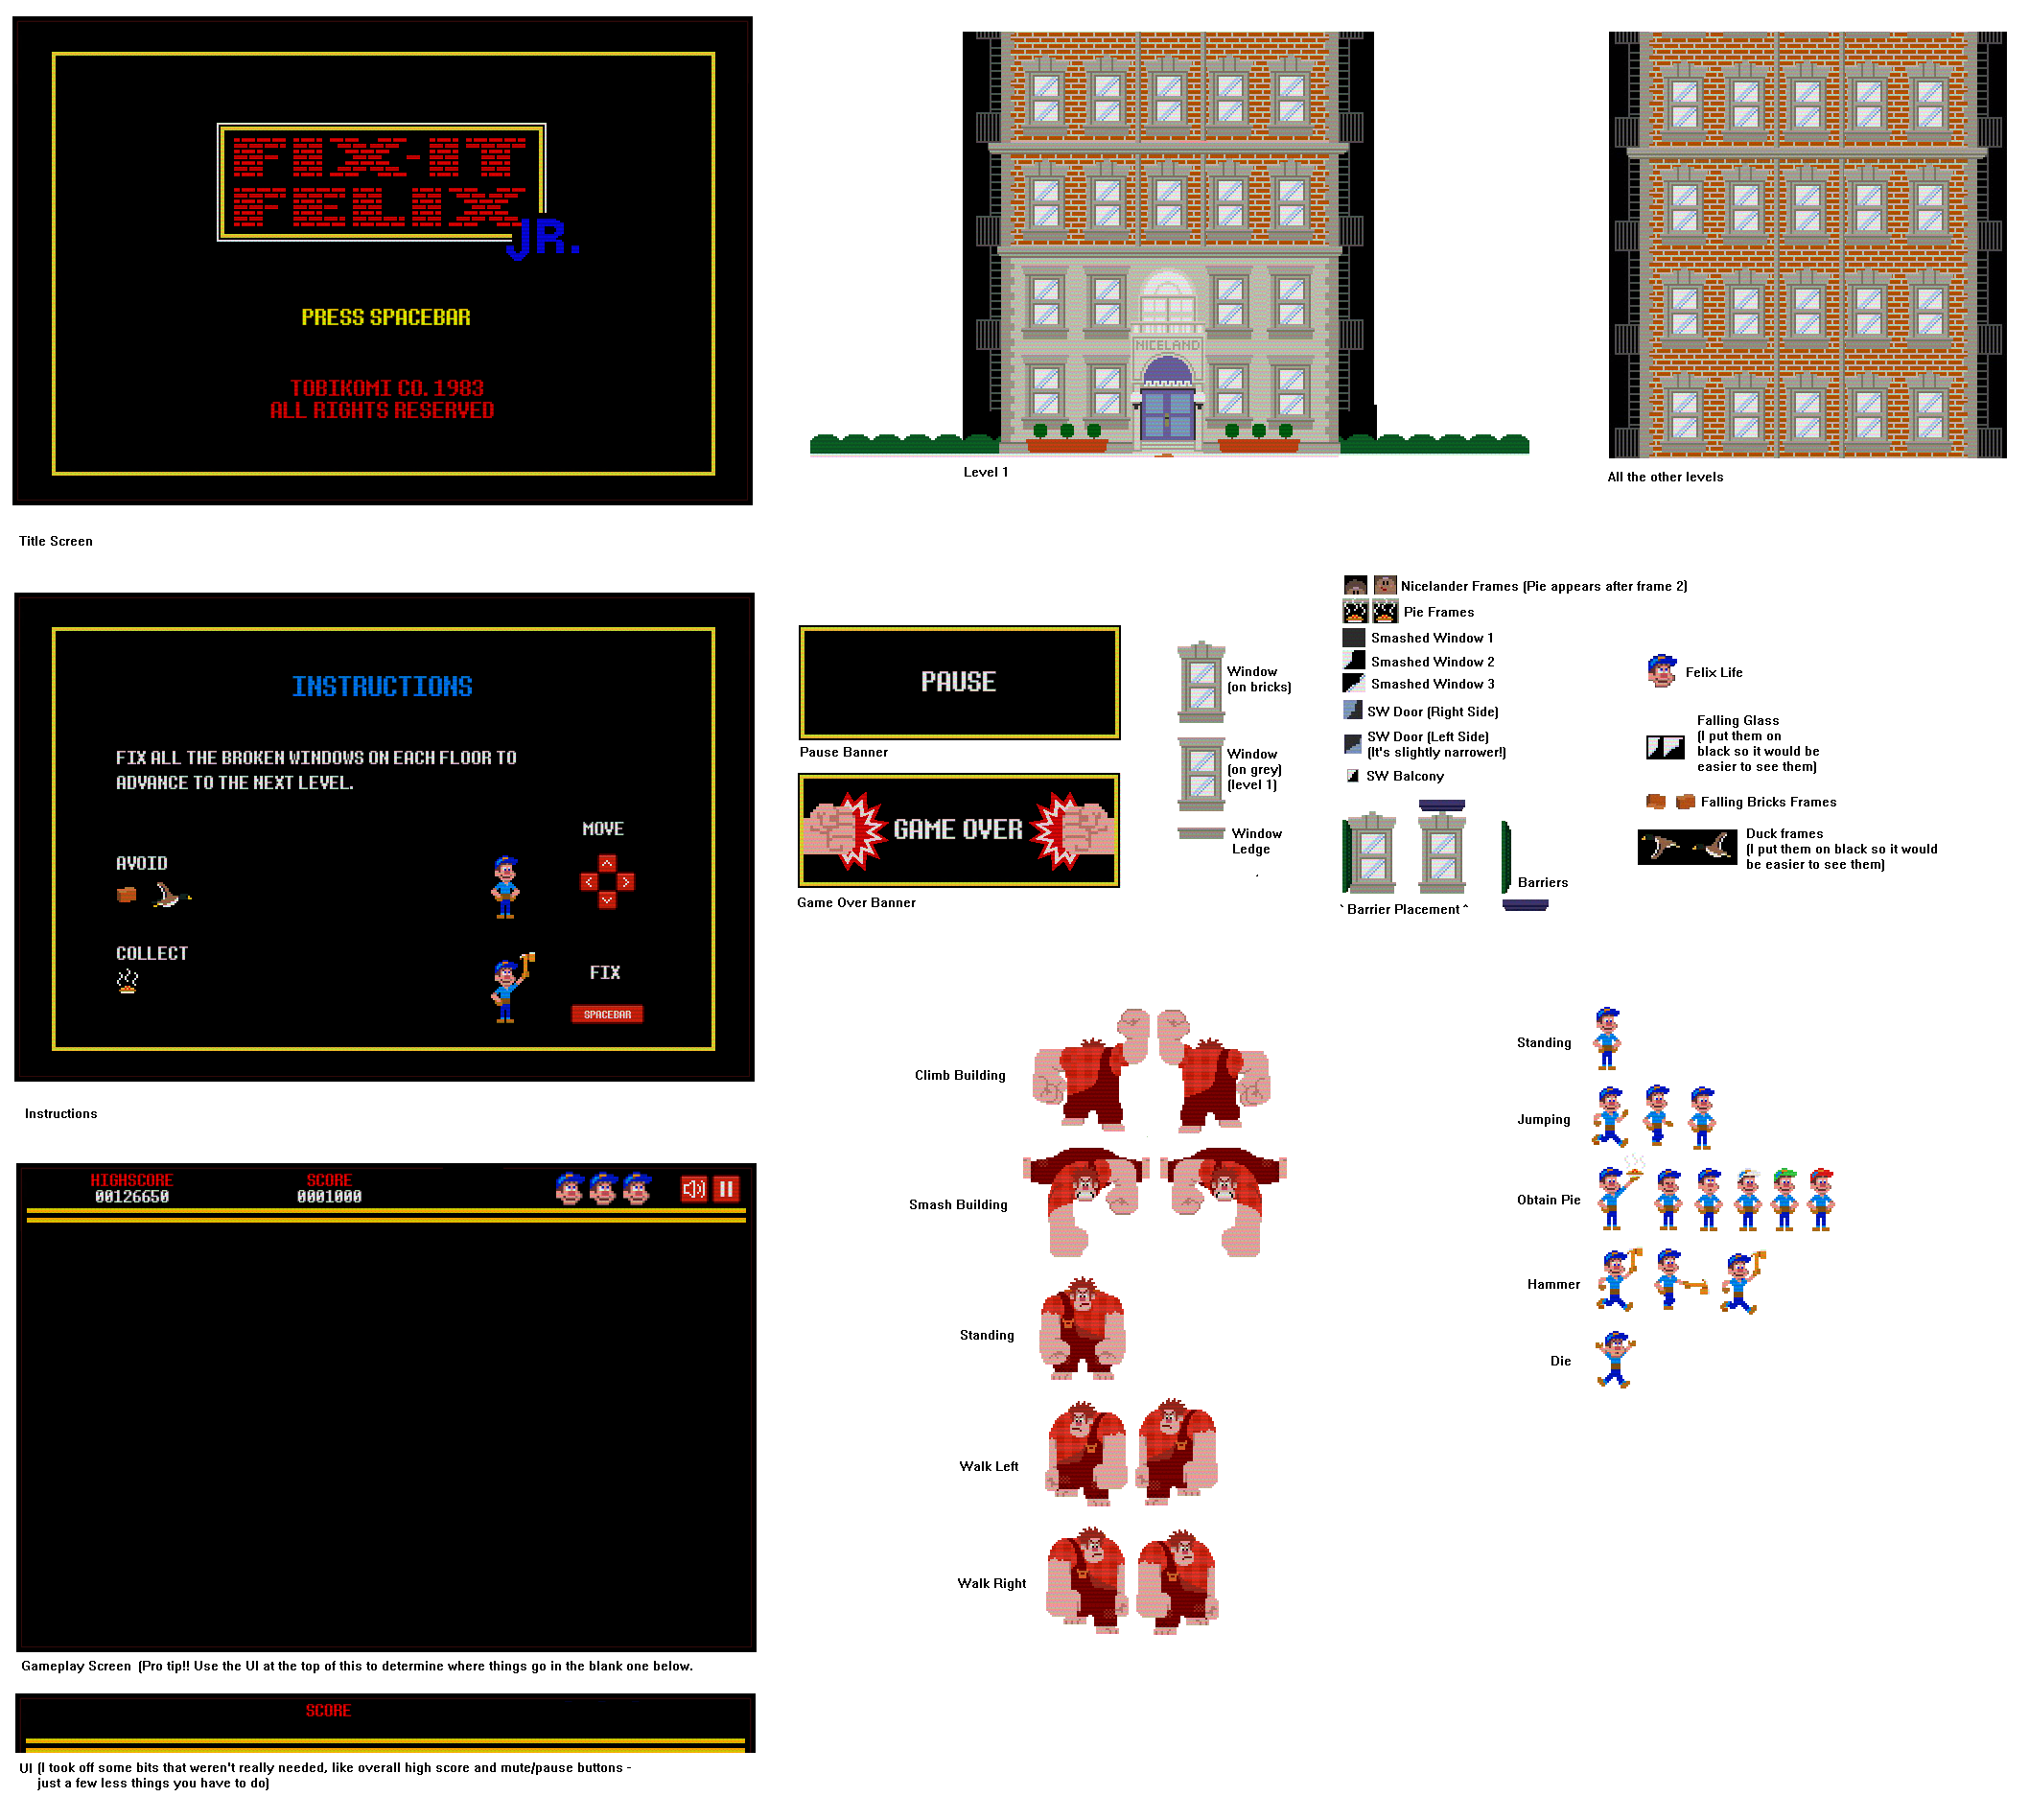 FIX-IT
FELIX
JR.
PRESS SPACEBAR
TOBIKOMI CO. 1983
ALL RIGHTS RESERVED
Title Screen
NICELAND
Level 1
All the other levels
INSTRUCTIONS
FIX ALL THE BROKEN WINDOWS ON EACH FLOOR TO
ADVANCE TO THE NEXT LEVEL.
MOVE
AVOID
COLLECT
FIX
SPACEBAR
Instructions
PAUSE
Pause Banner
GAME OVER
Game Over Banner
Window
(on bricks)
Window
(on grey)
(level 1)
Window
Ledge
Nicelander Frames (Pie appears after frame 2)
Pie Frames
Smashed Window 1
Smashed Window 2
Smashed Window 3
SW Door (Right Side)
SW Door (Left Side)
(It's slightly narrower!)
SW Balcony
Barriers
` Barrier Placement ^
Felix Life
Falling Glass
(I put them on
black so it would be
easier to see them)
Falling Bricks Frames
Duck frames
(I put them on black so it would
be easier to see them)
HIGHSCORE
00126650
SCORE
0001000
Gameplay Screen (Pro tip!! Use the UI at the top of this to determine where things go in the blank one below.
SCORE
UI (I took off some bits that weren't really needed, like overall high score and mute/pause buttons -
just a few less things you have to do)
Climb Building
Smash Building
Standing
Walk Left
Walk Right
Standing
Jumping
Obtain Pie
Hammer
Die